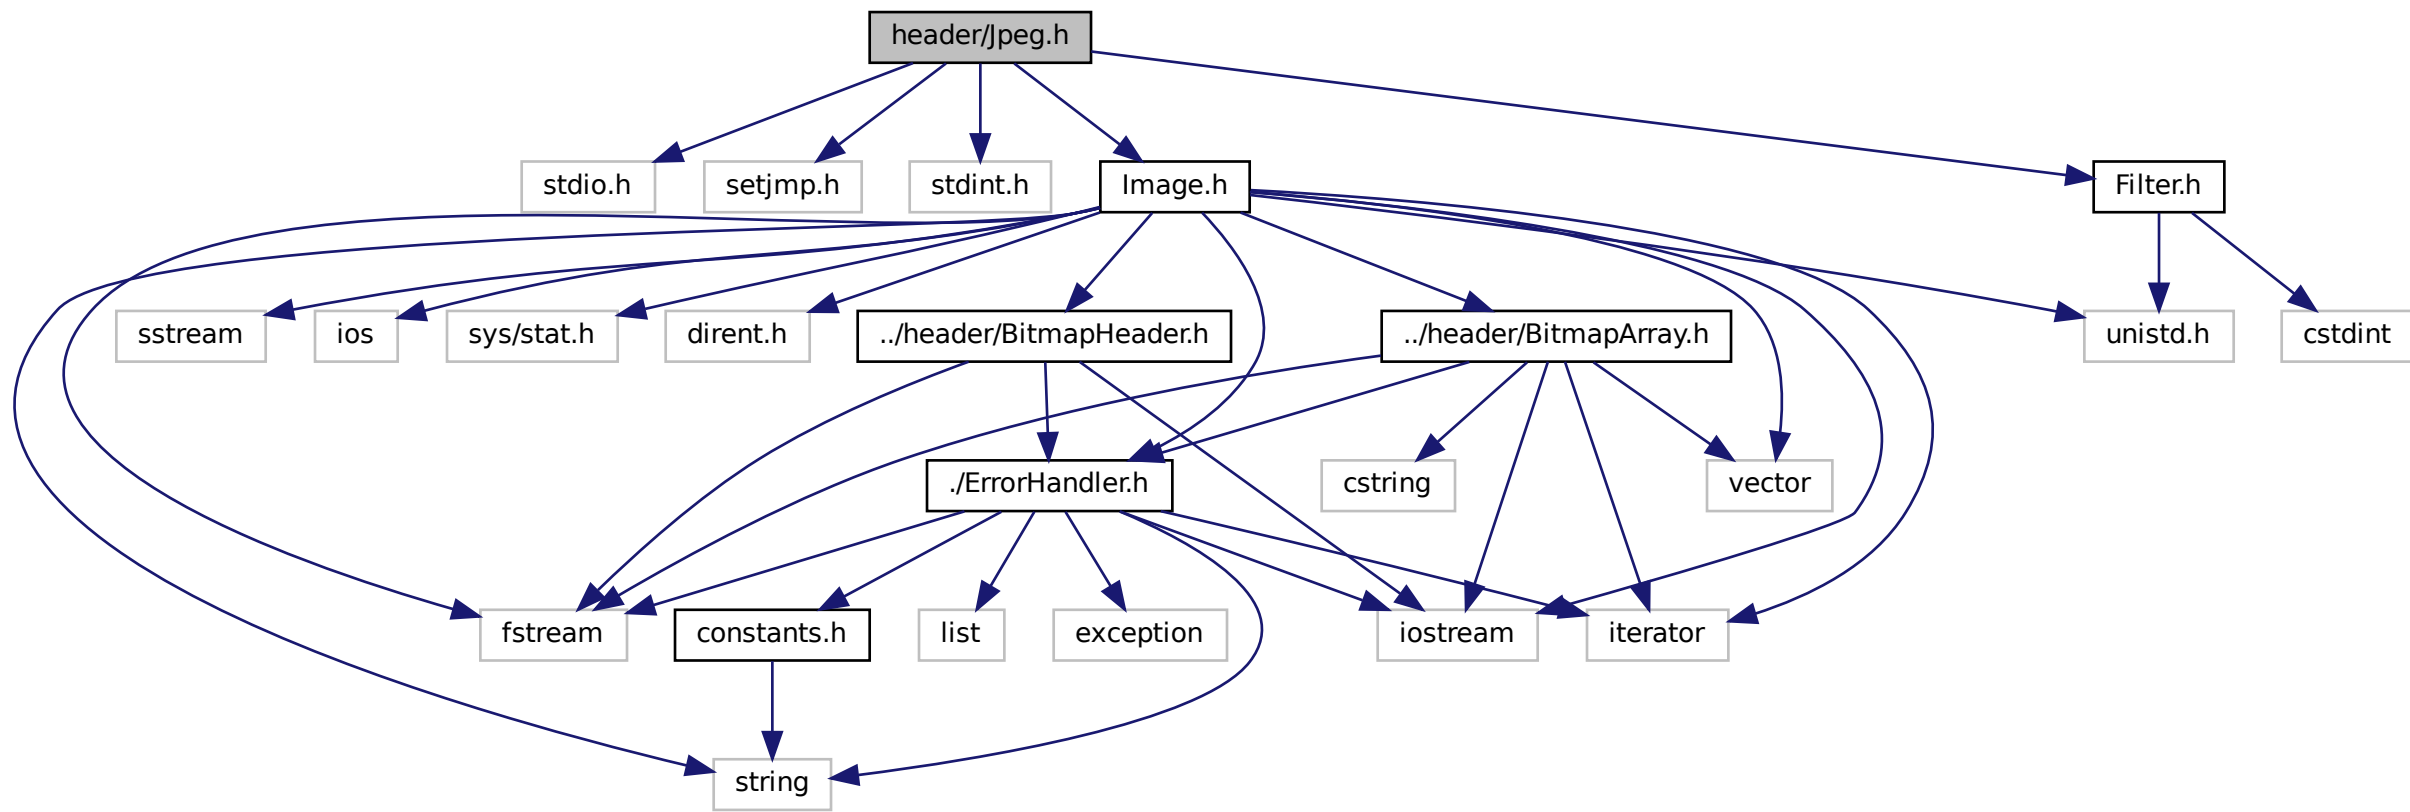 header/Jpeg.h
stdio.h
setjmp.h
stdint.h
Image.h
Filter.h
sstream
ios
sys/stat.h
dirent.h
../header/BitmapHeader.h
../header/BitmapArray.h
unistd.h
cstdint
./ErrorHandler.h
cstring
vector
fstream
constants.h
list
exception
iostream
iterator
string